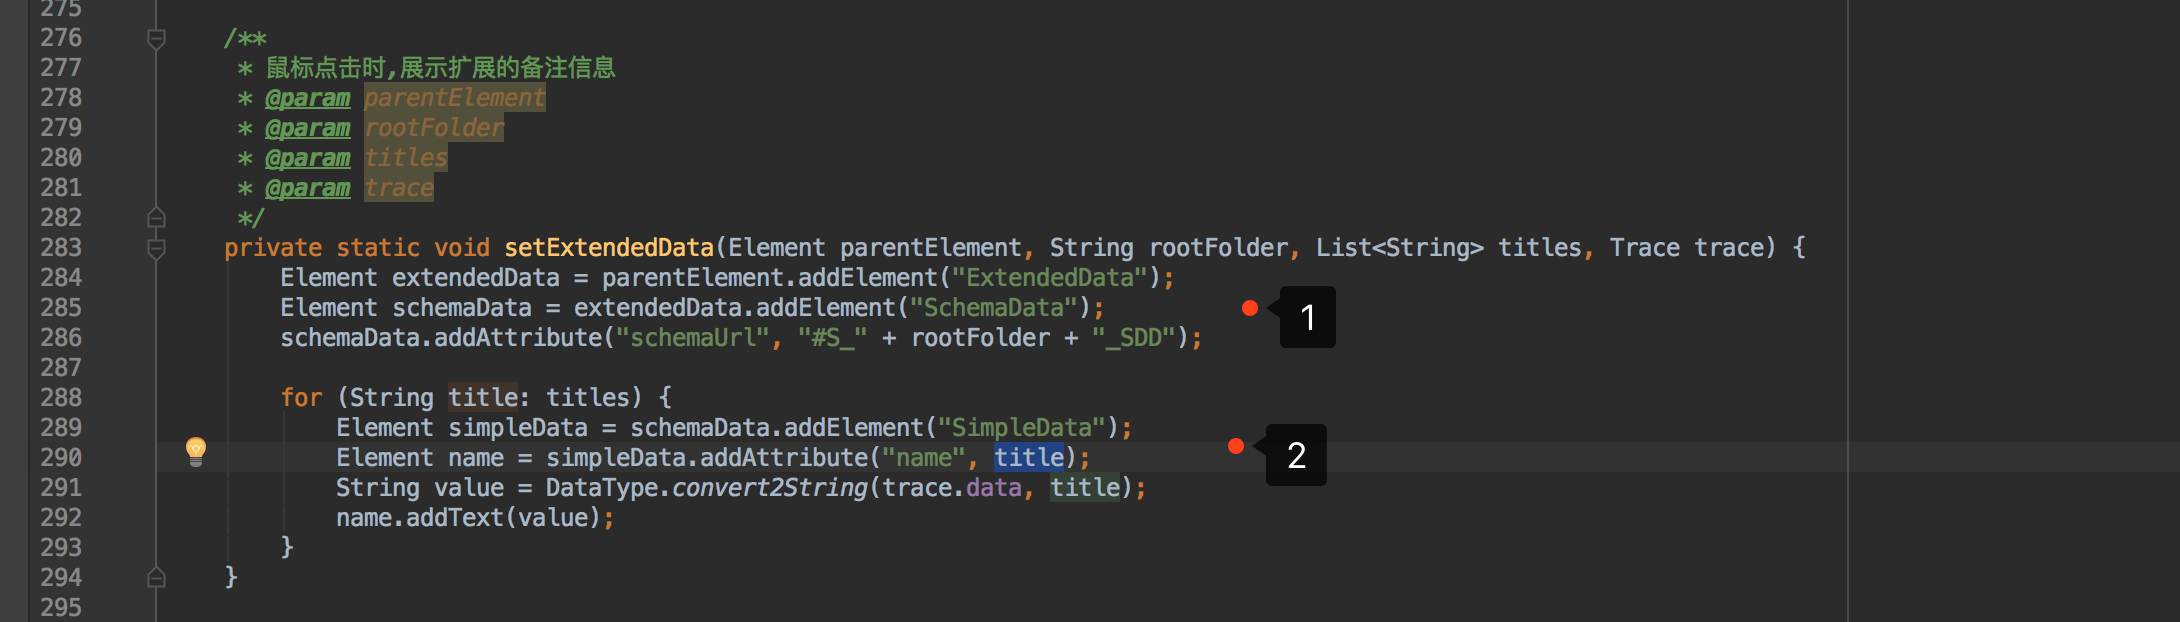 275
276 /**
277 * 鼠标点击时,展示扩展的备注信息
278 * @param parentElement
279 * @param rootFolder
280 * @param titles
281 * @param trace
282 */
283 private static void setExtendedData(Element parentElement, String rootFolder, List<String> titles, Trace trace) {
284 Element extendedData = parentElement.addElement("ExtendedData");
285 Element schemaData = extendedData.addElement("SchemaData"); 1
286 schemaData.addAttribute("schemaUrl", "#S_" + rootFolder + "_SDD");
287
288 for (String title: titles) {
289 Element simpleData = schemaData.addElement("SimpleData");
290 Element name = simpleData.addAttribute("name", title); 2
291 String value = DataType.convert2String(trace.data, title);
292 name.addText(value);
293 }
294 }
295